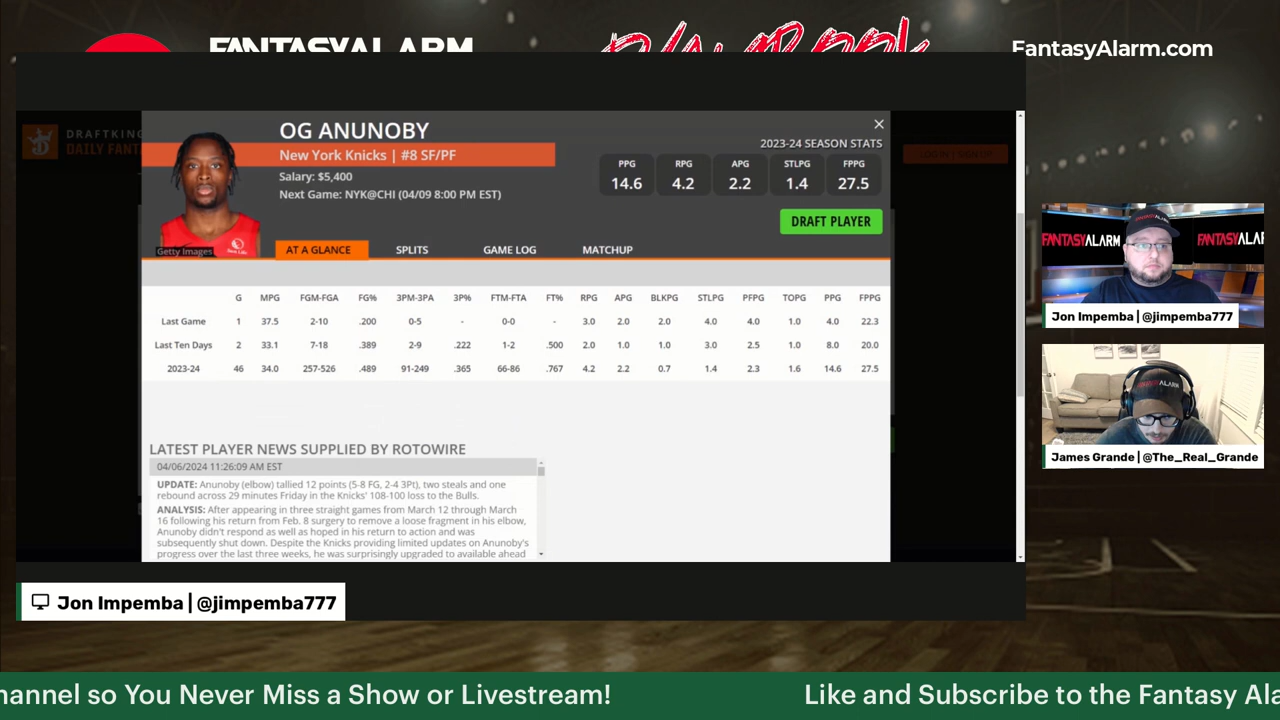 FANTASYALARM
PLAYBOOK
FantasyAlarm.com
DRAFTKING
DAILY FANT
LOG IN | SIGN UP
OG ANUNOBY
New York Knicks | #8 SF/PF
Salary: $5,400
Next Game: NYK@CHI (04/09 8:00 PM EST)
2023-24 SEASON STATS
PPG RPG APG STLPG FPPG
14.6 4.2 2.2 1.4 27.5
DRAFT PLAYER
Getty Images
AT A GLANCE SPLITS GAME LOG MATCHUP
G MPG FGM-FGA FG% 3PM-3PA 3P% FTM-FTA FT% RPG APG BLKPG STLPG PFPG TOPG PPG FPPG
Last Game 1 37.5 2-10 .200 0-5 - 0-0 - 3.0 2.0 2.0 4.0 4.0 1.0 4.0 22.3
Last Ten Days 2 33.1 7-18 .389 2-9 .222 1-2 .500 2.0 1.0 1.0 3.0 2.5 1.0 8.0 20.0
2023-24 46 34.0 257-526 .489 91-249 .365 66-86 .767 4.2 2.2 0.7 1.4 2.3 1.6 14.6 27.5
LATEST PLAYER NEWS SUPPLIED BY ROTOWIRE
04/06/2024 11:26:09 AM EST
UPDATE: Anunoby (elbow) tallied 12 points (5-8 FG, 2-4 3Pt), two steals and one
rebound across 29 minutes Friday in the Knicks' 108-100 loss to the Bulls.
ANALYSIS: After appearing in three straight games from March 12 through March
16 following his return from Feb. 8 surgery to remove a loose fragment in his elbow,
Anunoby didn't respond as well as hoped in his return to action and was
subsequently shut down. Despite the Knicks providing limited updates on Anunoby's
progress over the last three weeks, he was surprisingly upgraded to available ahead
FANTASYALARM
FANTASYALAR
Jon Impemba | @jimpemba777
James Grande | @The_Real_Grande
Jon Impemba | @jimpemba777
hannel so You Never Miss a Show or Livestream! Like and Subscribe to the Fantasy Ala